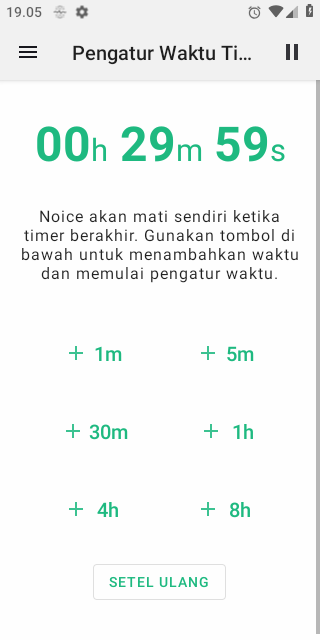 19.05
Pengatur Waktu Ti...
00h 29m 59s
Noice akan mati sendiri ketika
timer berakhir. Gunakan tombol di
bawah untuk menambahkan waktu
dan memulai pengatur waktu.
+ 1m + 5m
+ 30m + 1h
+ 4h + 8h
SETEL ULANG